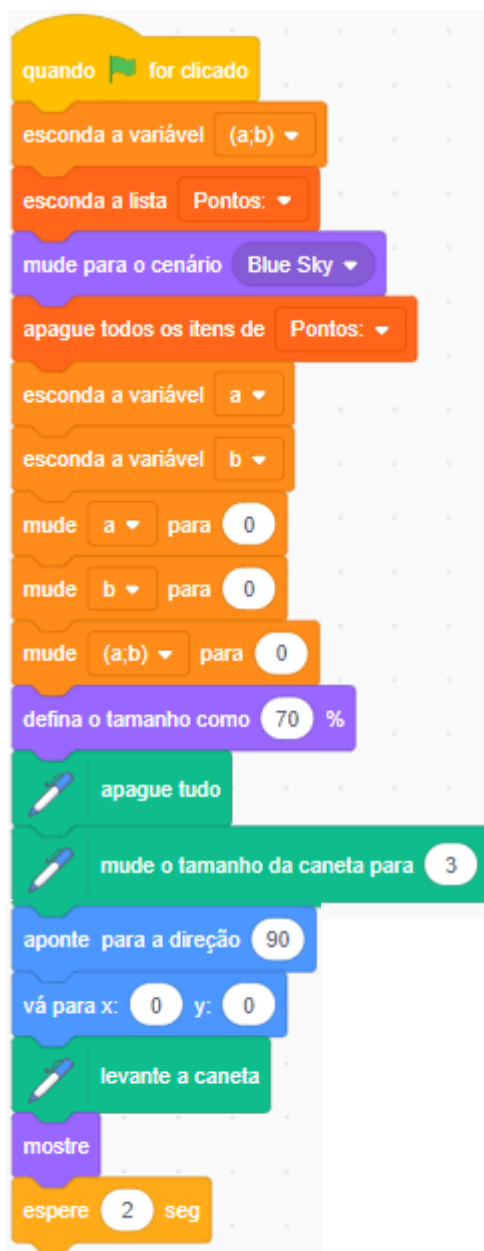 quando for clicado
esconda a variável (a;b)
esconda a lista Pontos:
mude para o cenário Blue Sky
apague todos os itens de Pontos:
esconda a variável a
esconda a variável b
mude a para 0
mude b para 0
mude (a;b) para 0
defina o tamanho como 70 %
apague tudo
mude o tamanho da caneta para 3
aponte para a direção 90
vá para x: 0 y: 0
levante a caneta
mostre
espere 2 seg